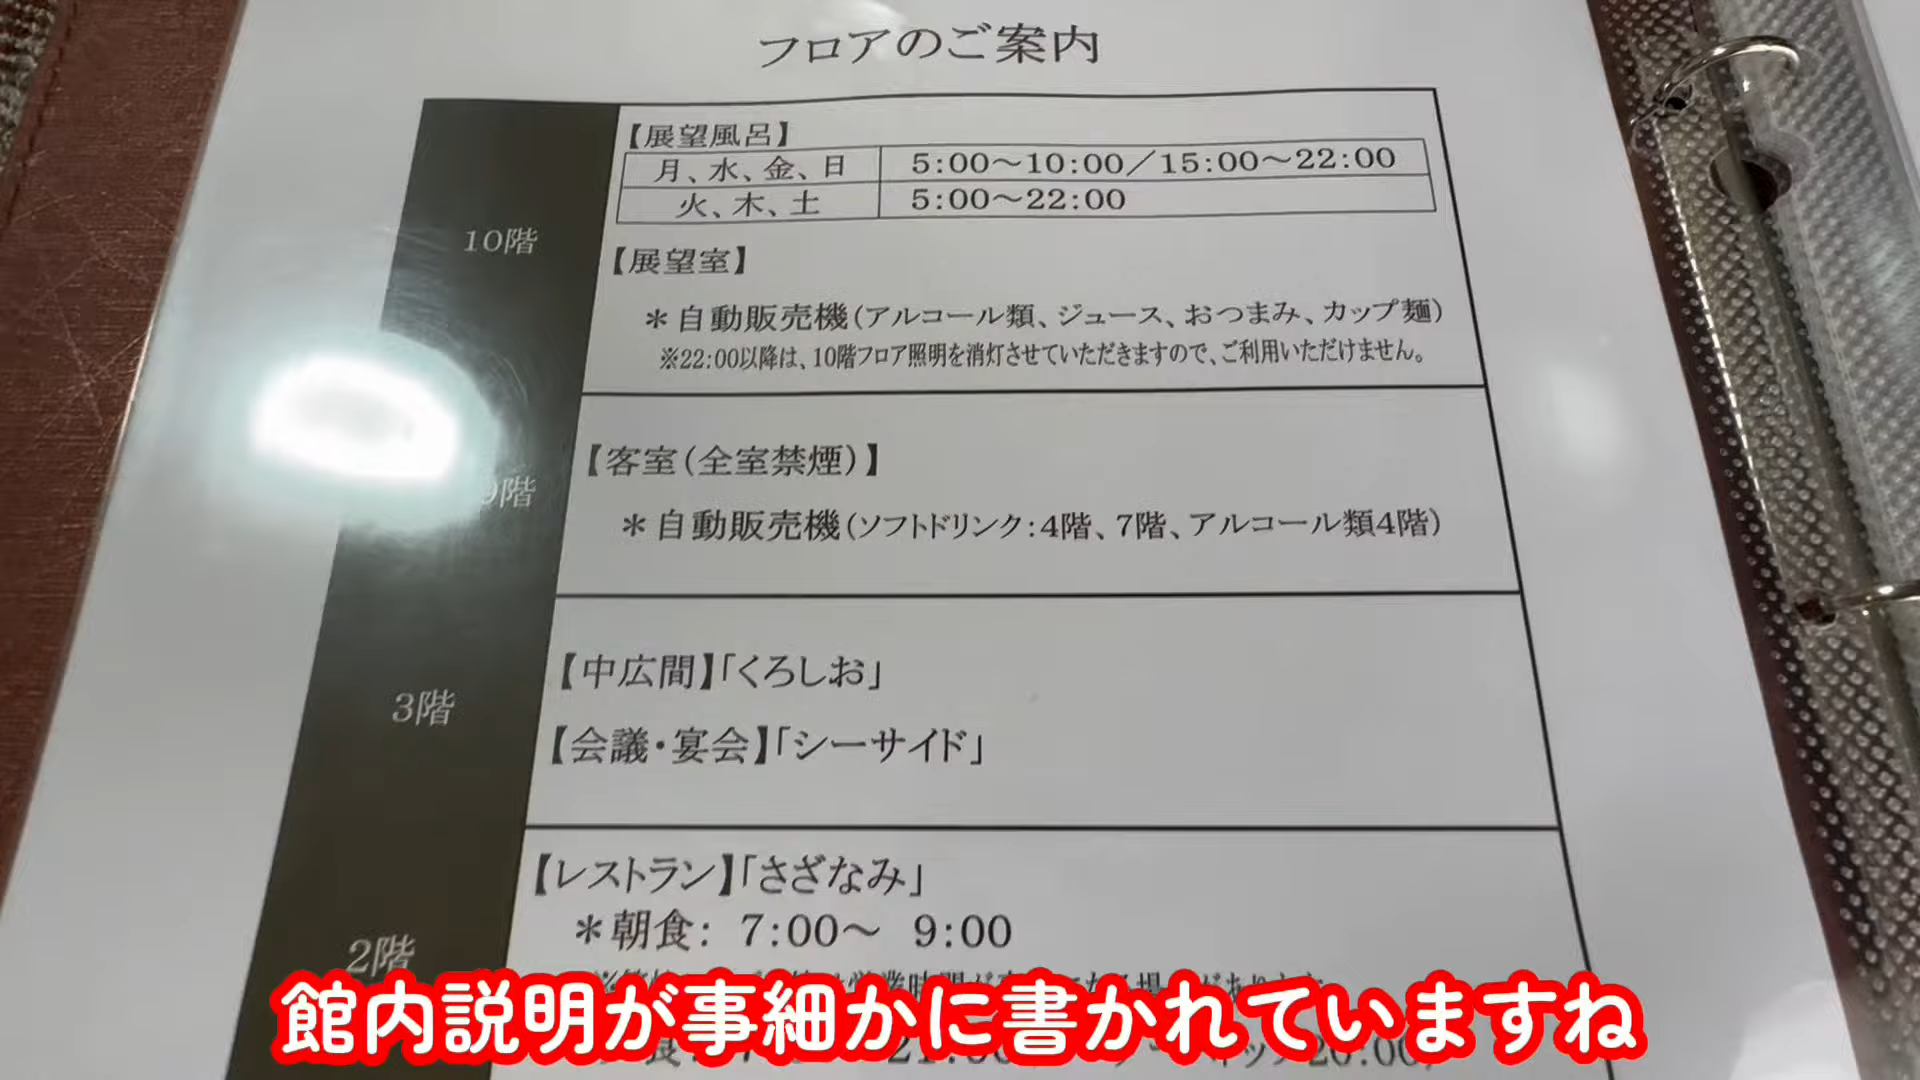 フロアのご案内
10階
【展望風呂】
月、水、金、日 5:00～10:00／15:00～22:00
火、木、土 5:00～22:00
【展望室】
＊自動販売機(アルコール類、ジュース、おつまみ、カップ麺)
※22:00以降は、10階フロア照明を消灯させていただきますので、ご利用いただけません。
9階
【客室(全室禁煙)】
＊自動販売機(ソフトドリンク:4階、7階、アルコール類4階)
3階
【中広間】「くろしお」
【会議・宴会】「シーサイド」
2階
【レストラン】「さざなみ」
＊朝食: 7:00～ 9:00
館内説明が事細かに書かれていますね